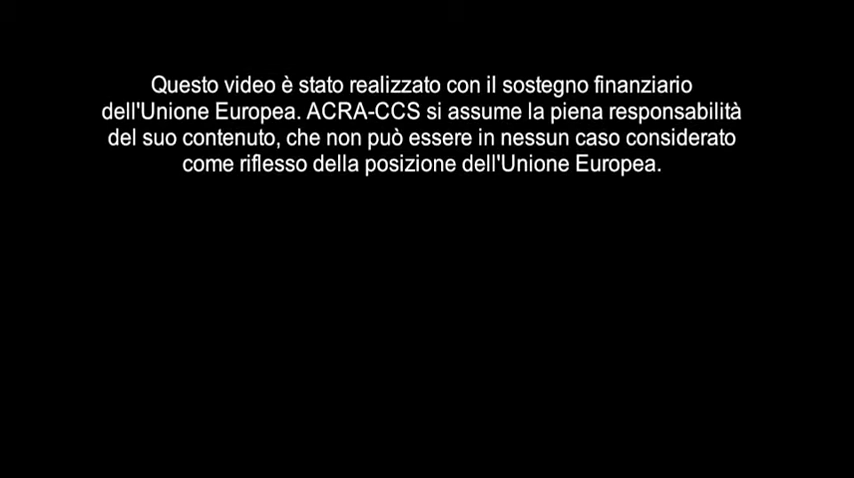 Questo video è stato realizzato con il sostegno finanziario
dell'Unione Europea. ACRA-CCS si assume la piena responsabilità
del suo contenuto, che non può essere in nessun caso considerato
come riflesso della posizione dell'Unione Europea.